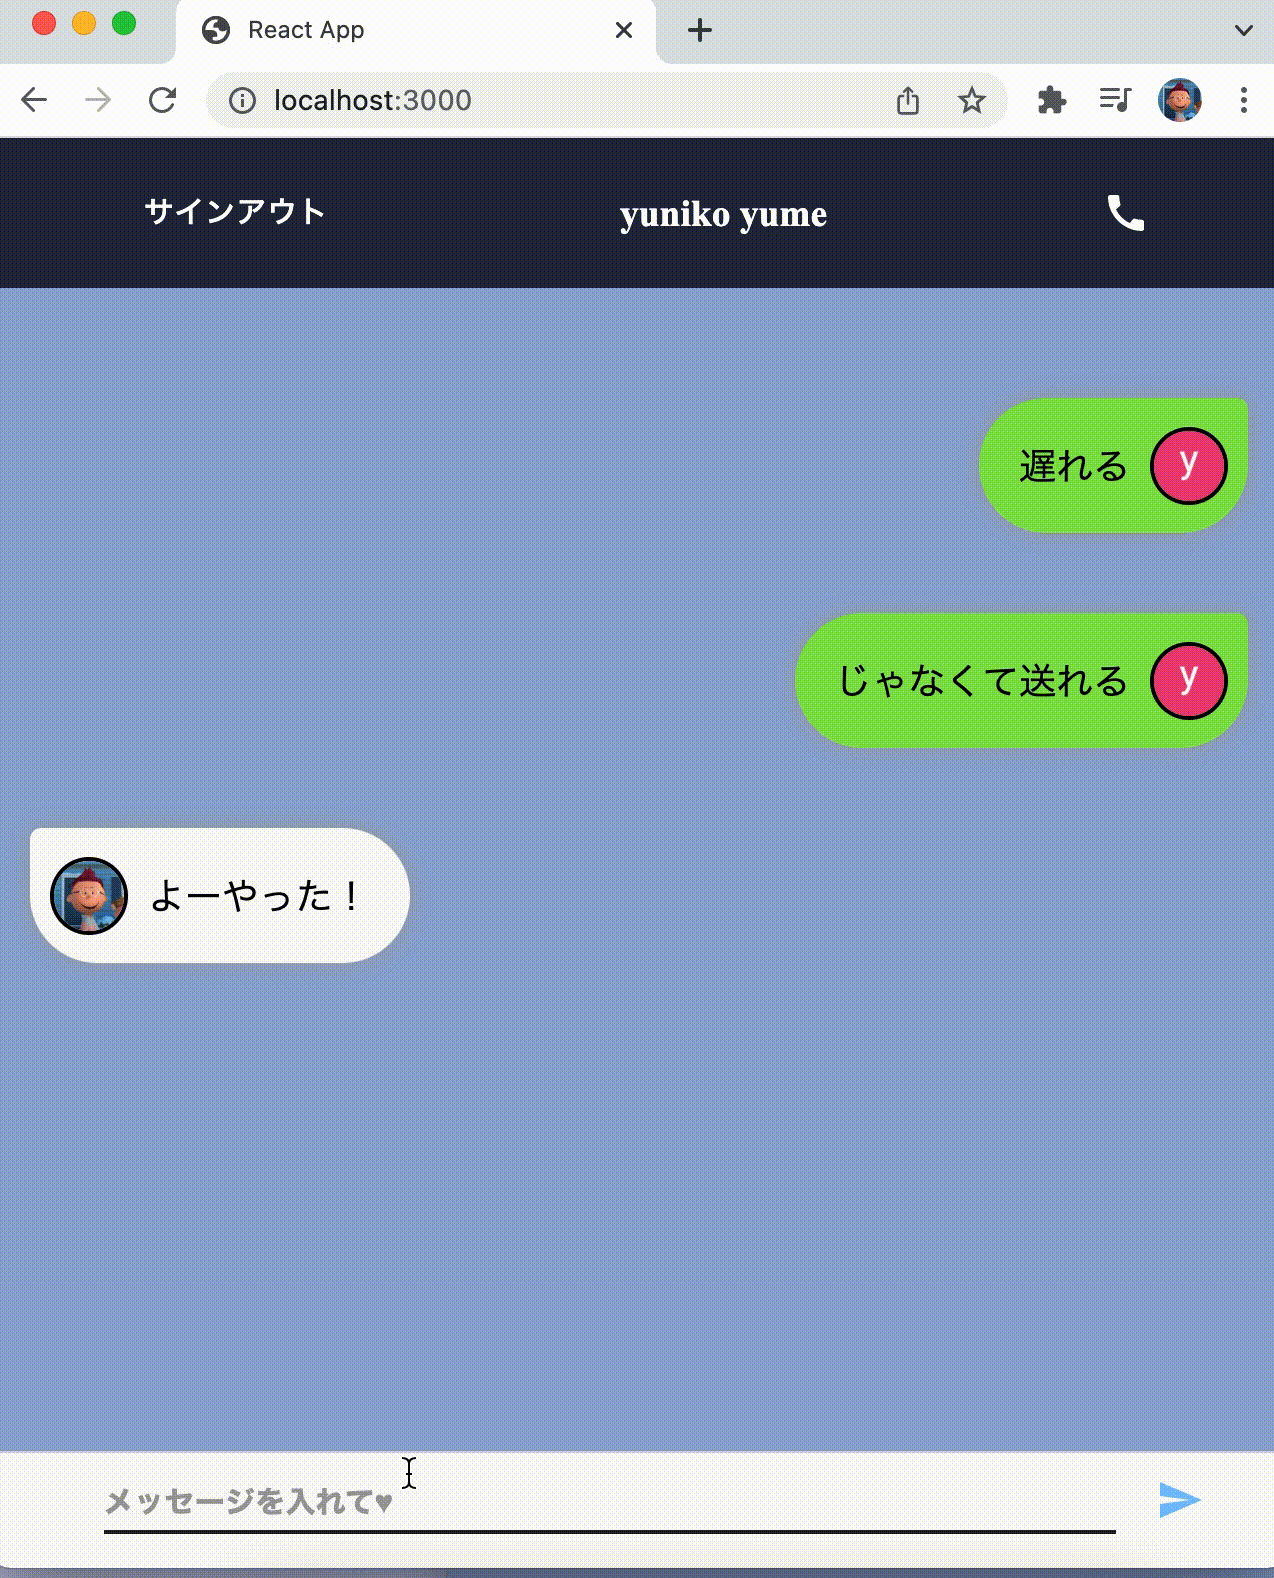 React App
localhost:3000
サインアウト
yuniko yume
遅れる y
じゃなくて送れる y
よーやった！
メッセージを入れて♥